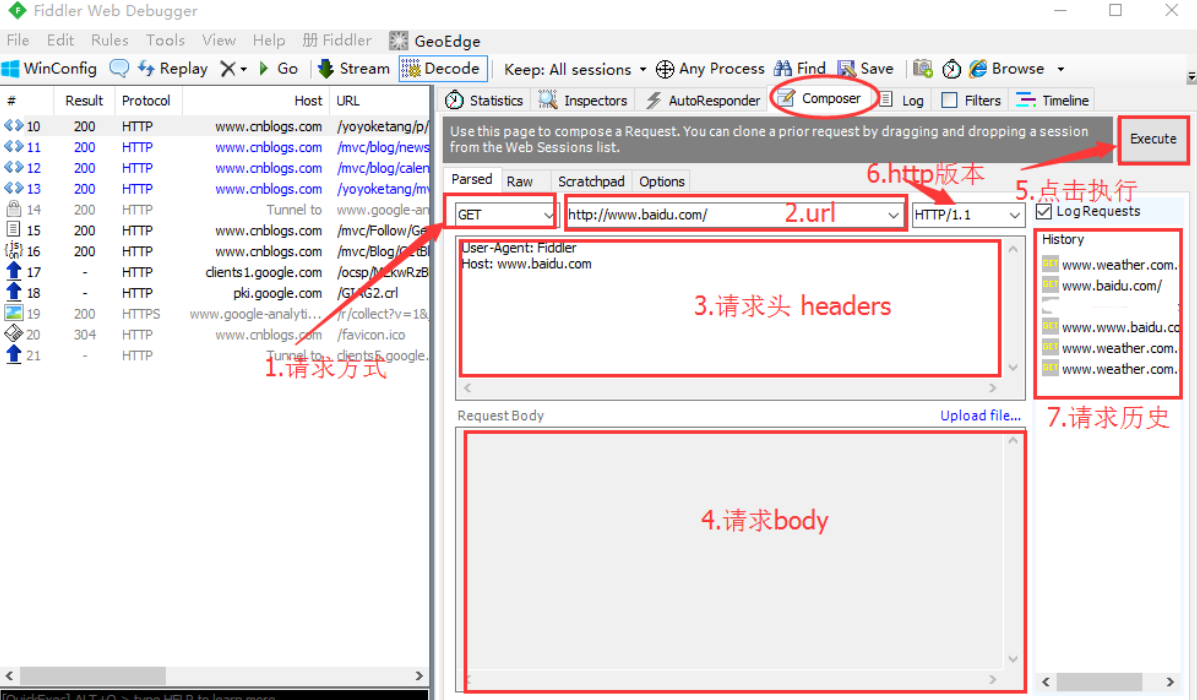 Fiddler Web Debugger
File Edit Rules Tools View Help 册 Fiddler GeoEdge
WinConfig Replay Go Stream Decode Keep: All sessions Any Process Find Save Browse
# Result Protocol Host URL
10 200 HTTP www.cnblogs.com /yoyoketang/p/
11 200 HTTP www.cnblogs.com /mvc/blog/news
12 200 HTTP www.cnblogs.com /mvc/blog/calen
13 200 HTTP www.cnblogs.com /yoyoketang/mv
14 200 HTTP Tunnel to www.google-an
15 200 HTTP www.cnblogs.com /mvc/Follow/Ge
16 200 HTTP www.cnblogs.com /mvc/Blog/GetBl
17 - HTTP clients1.google.com
18 - HTTP pki.google.com /GIAG2.crl
19 200 HTTPS www.google-analyti... /r/collect?v=1&
20 304 HTTP www.cnblogs.com /favicon.ico
21 - HTTP Tunnel to clients5.google.
1.请求方式
[QuickExec] ALT+Q > type HELP to learn more
Statistics Inspectors AutoResponder Composer Log Filters Timeline
Use this page to compose a Request. You can clone a prior request by dragging and dropping a session
from the Web Sessions list.
Execute
6.http版本
5.点击执行
Parsed Raw Scratchpad Options
GET http://www.baidu.com/ 2.url HTTP/1.1 Log Requests
User-Agent: Fiddler
Host: www.baidu.com
3.请求头 headers
History
GET www.weather.com.
GET www.baidu.com/
GET www.www.baidu.co
GET www.weather.com.
GET www.weather.com.
7.请求历史
Request Body Upload file...
4.请求body